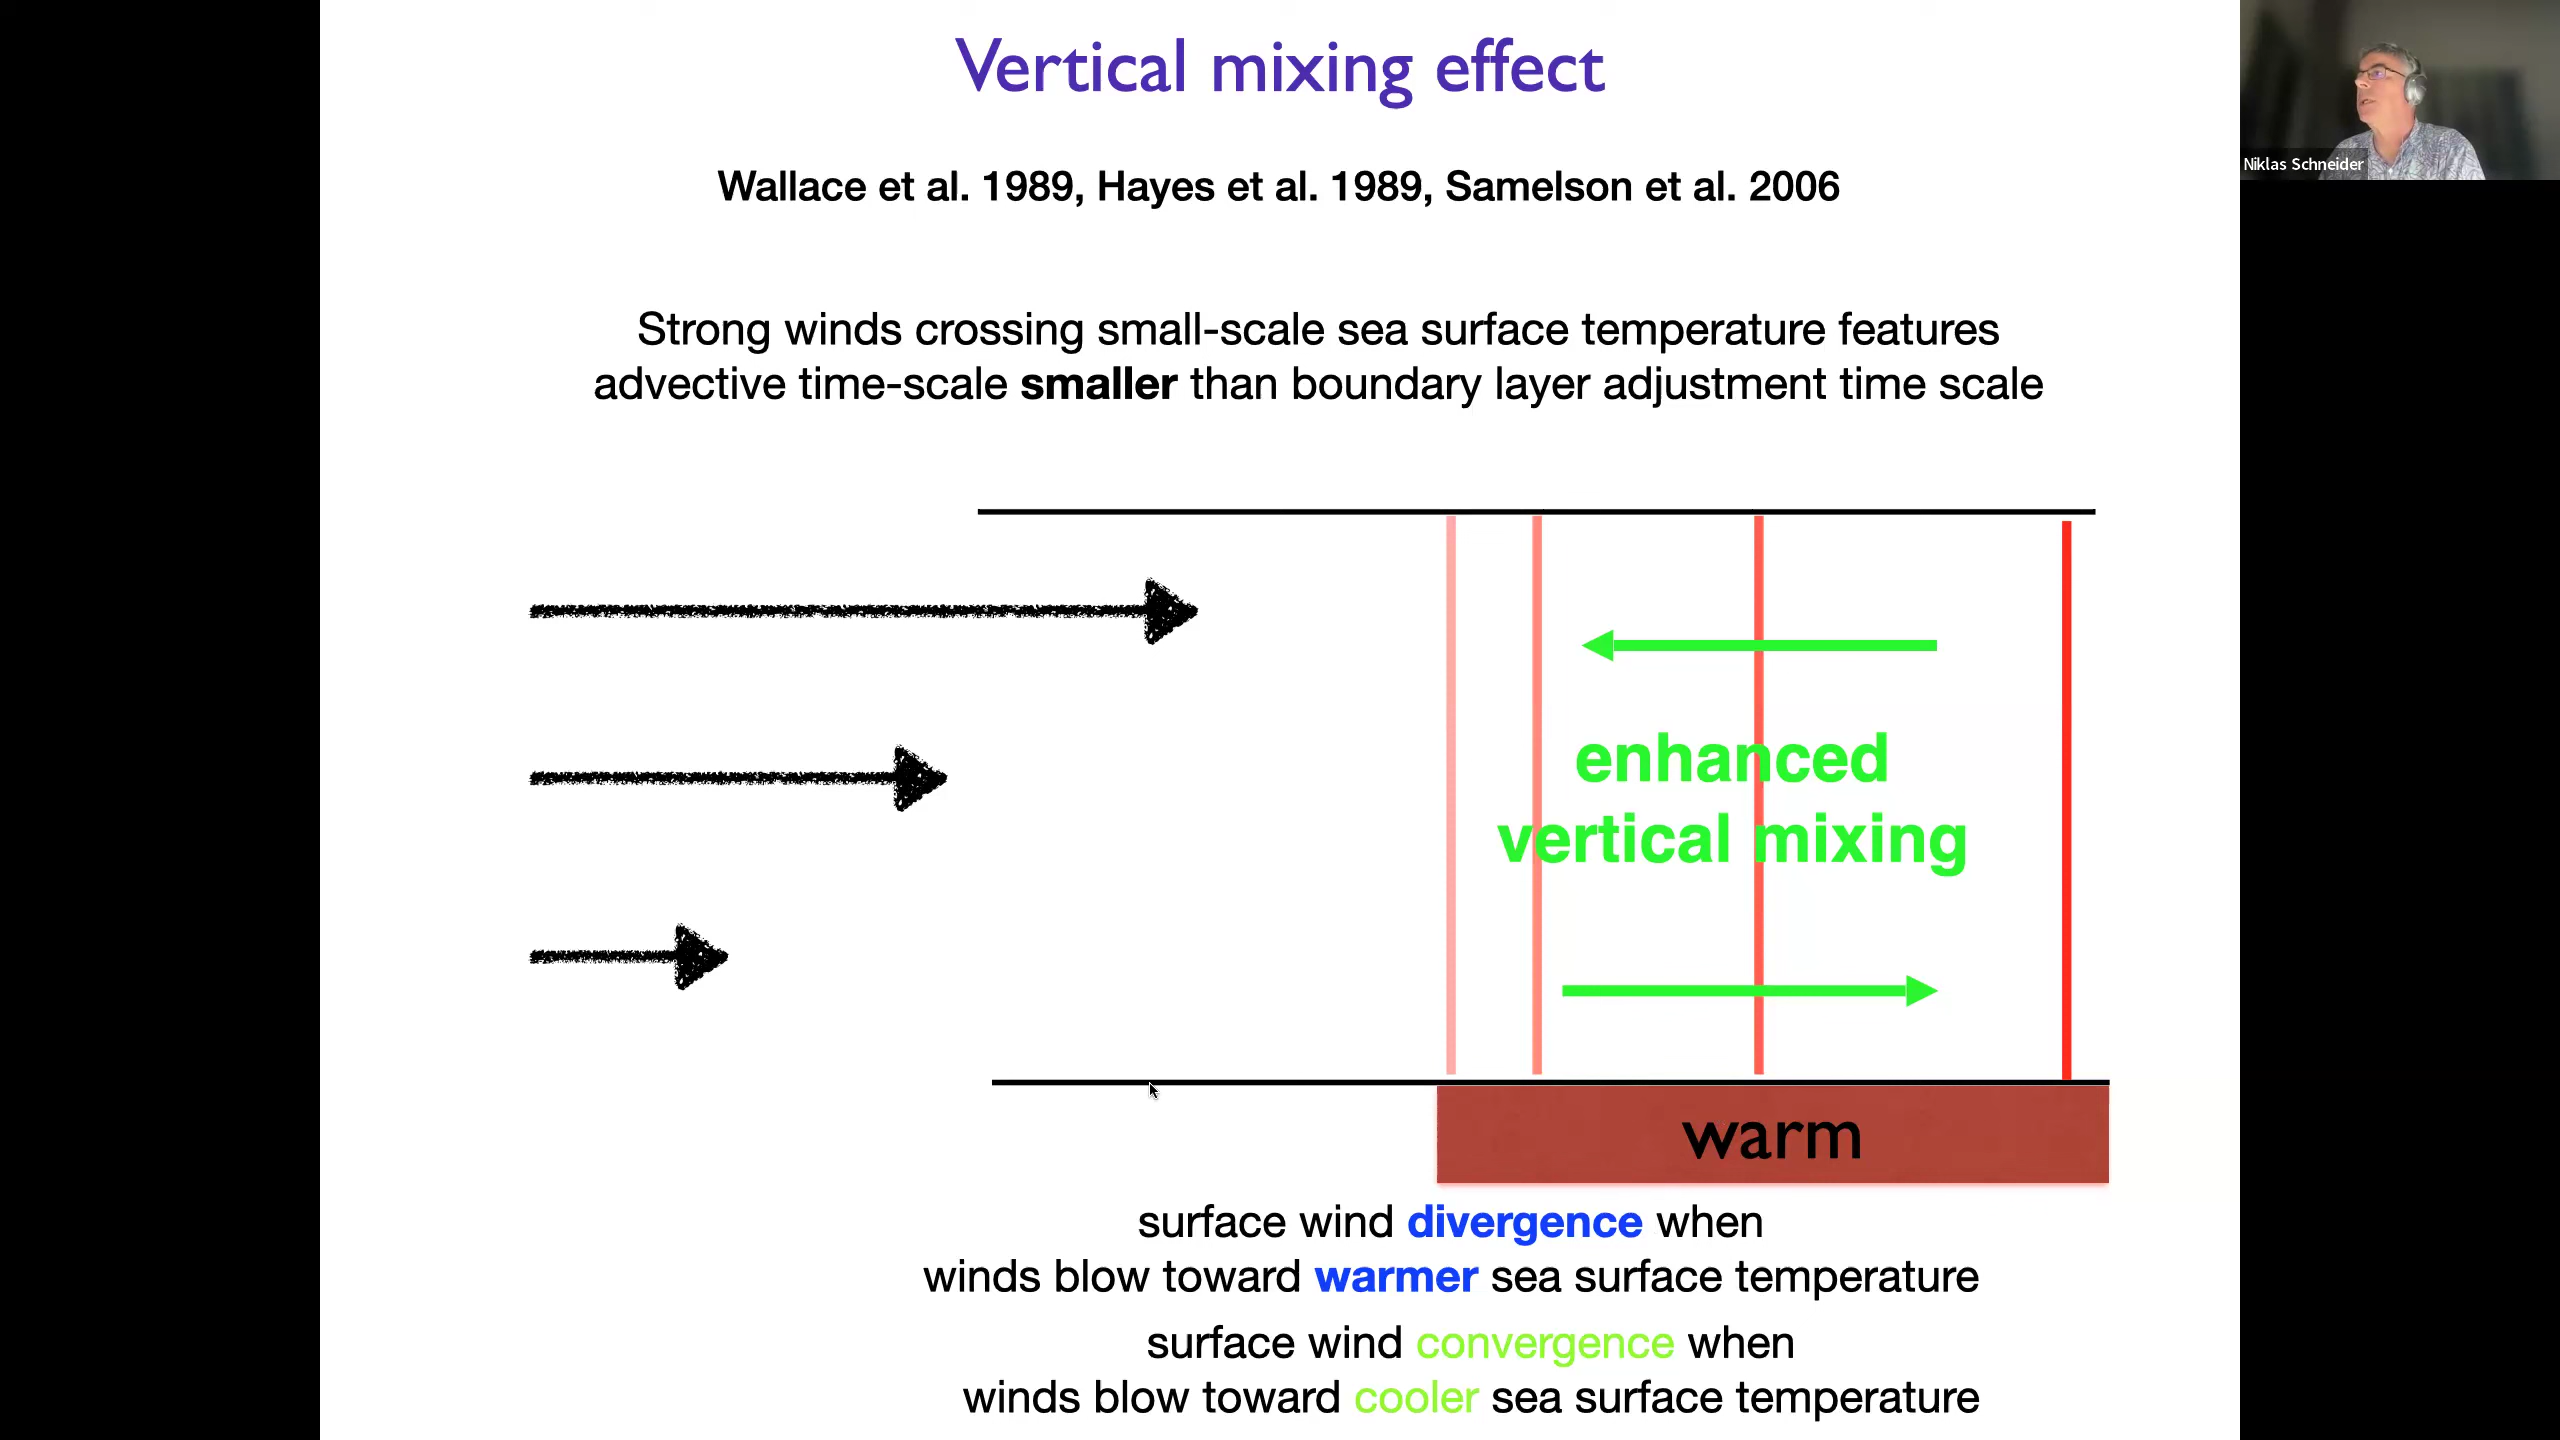 Vertical mixing effect
Niklas Schneider
Wallace et al. 1989, Hayes et al. 1989, Samelson et al. 2006
Strong winds crossing small-scale sea surface temperature features
advective time-scale smaller than boundary layer adjustment time scale
enhanced
vertical mixing
warm
surface wind divergence when
winds blow toward warmer sea surface temperature
surface wind convergence when
winds blow toward cooler sea surface temperature